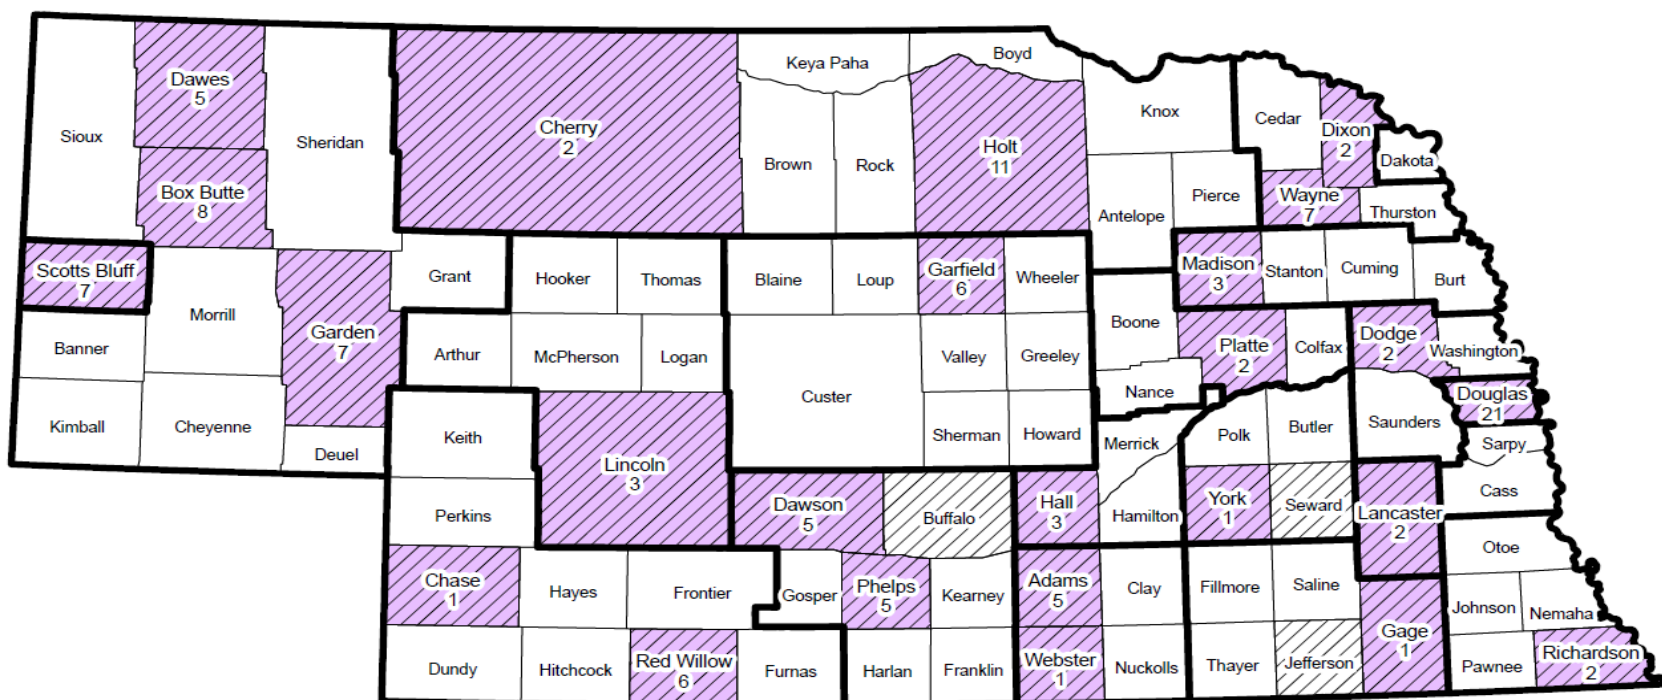 Sioux
Dawes
5
Sheridan
Box Butte
8
Cherry
2
Keya Paha
Boyd
Brown
Rock
Holt
11
Knox
Antelope
Pierce
Cedar
Dixon
2
Dakota
Wayne
7
Thurston
Scotts Bluff
7
Banner
Kimball
Morrill
Cheyenne
Garden
7
Deuel
Grant
Hooker
Thomas
Arthur
McPherson
Logan
Blaine
Loup
Garfield
6
Wheeler
Custer
Valley
Greeley
Sherman
Howard
Boone
Nance
Merrick
Madison
3
Stanton
Cuming
Burt
Platte
2
Colfax
Dodge
2
Washington
Douglas
21
Sarpy
Saunders
Polk
Butler
Keith
Perkins
Lincoln
3
Dawson
5
Buffalo
Hall
3
Hamilton
York
1
Seward
Lancaster
2
Cass
Otoe
Chase
1
Hayes
Frontier
Gosper
Phelps
5
Kearney
Adams
5
Clay
Fillmore
Saline
Gage
1
Johnson
Nemaha
Dundy
Hitchcock
Red Willow
6
Furnas
Harlan
Franklin
Webster
1
Nuckolls
Thayer
Jefferson
Pawnee
Richardson
2